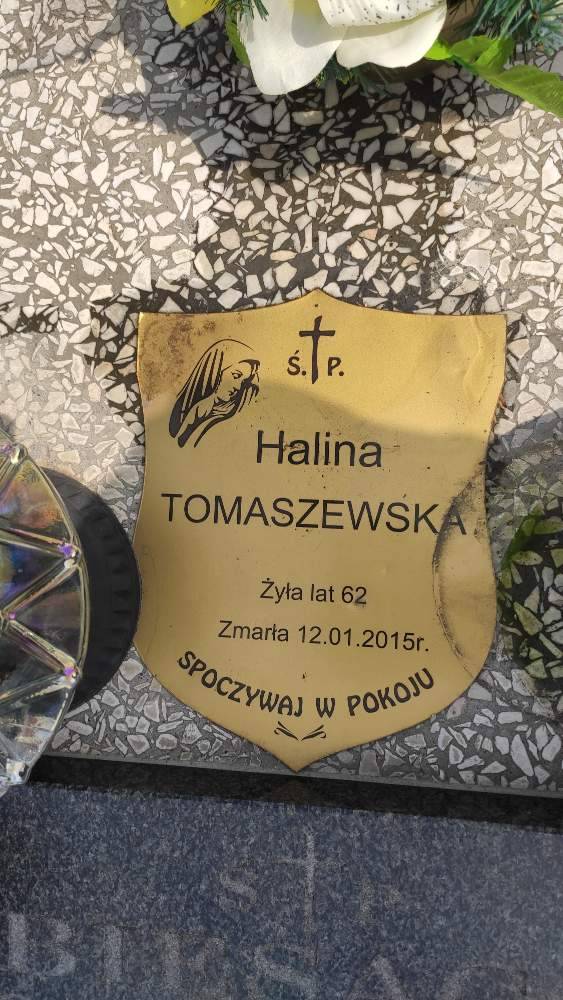 Ś. P.
Halina
TOMASZEWSKA
Żyła lat 62
Zmarła 12.01.2015r.
SPOCZYWAJ W POKOJU
Ś P